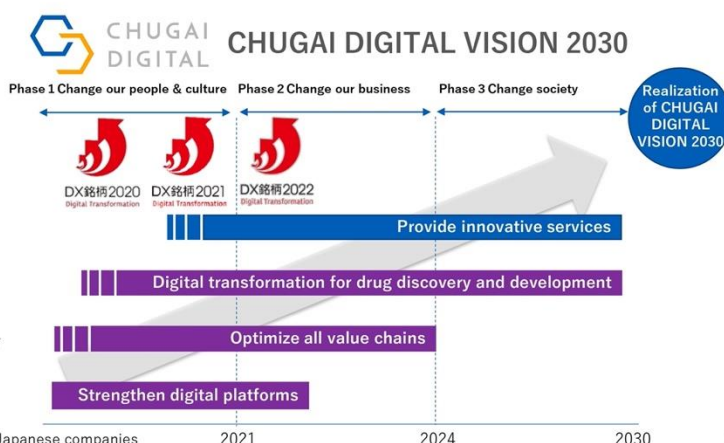 CHUGAI
DIGITAL
CHUGAI DIGITAL VISION 2030
Phase 1 Change our people & culture
Phase 2 Change our business
Phase 3 Change society
Realization
of CHUGAI
DIGITAL
VISION 2030
DX銘柄2020
Digital Transformation
DX銘柄2021
Digital Transformation
DX銘柄2022
Digital Transformation
Provide innovative services
Digital transformation for drug discovery and development
Optimize all value chains
Strengthen digital platforms
Japanese companies
2021
2024
2030